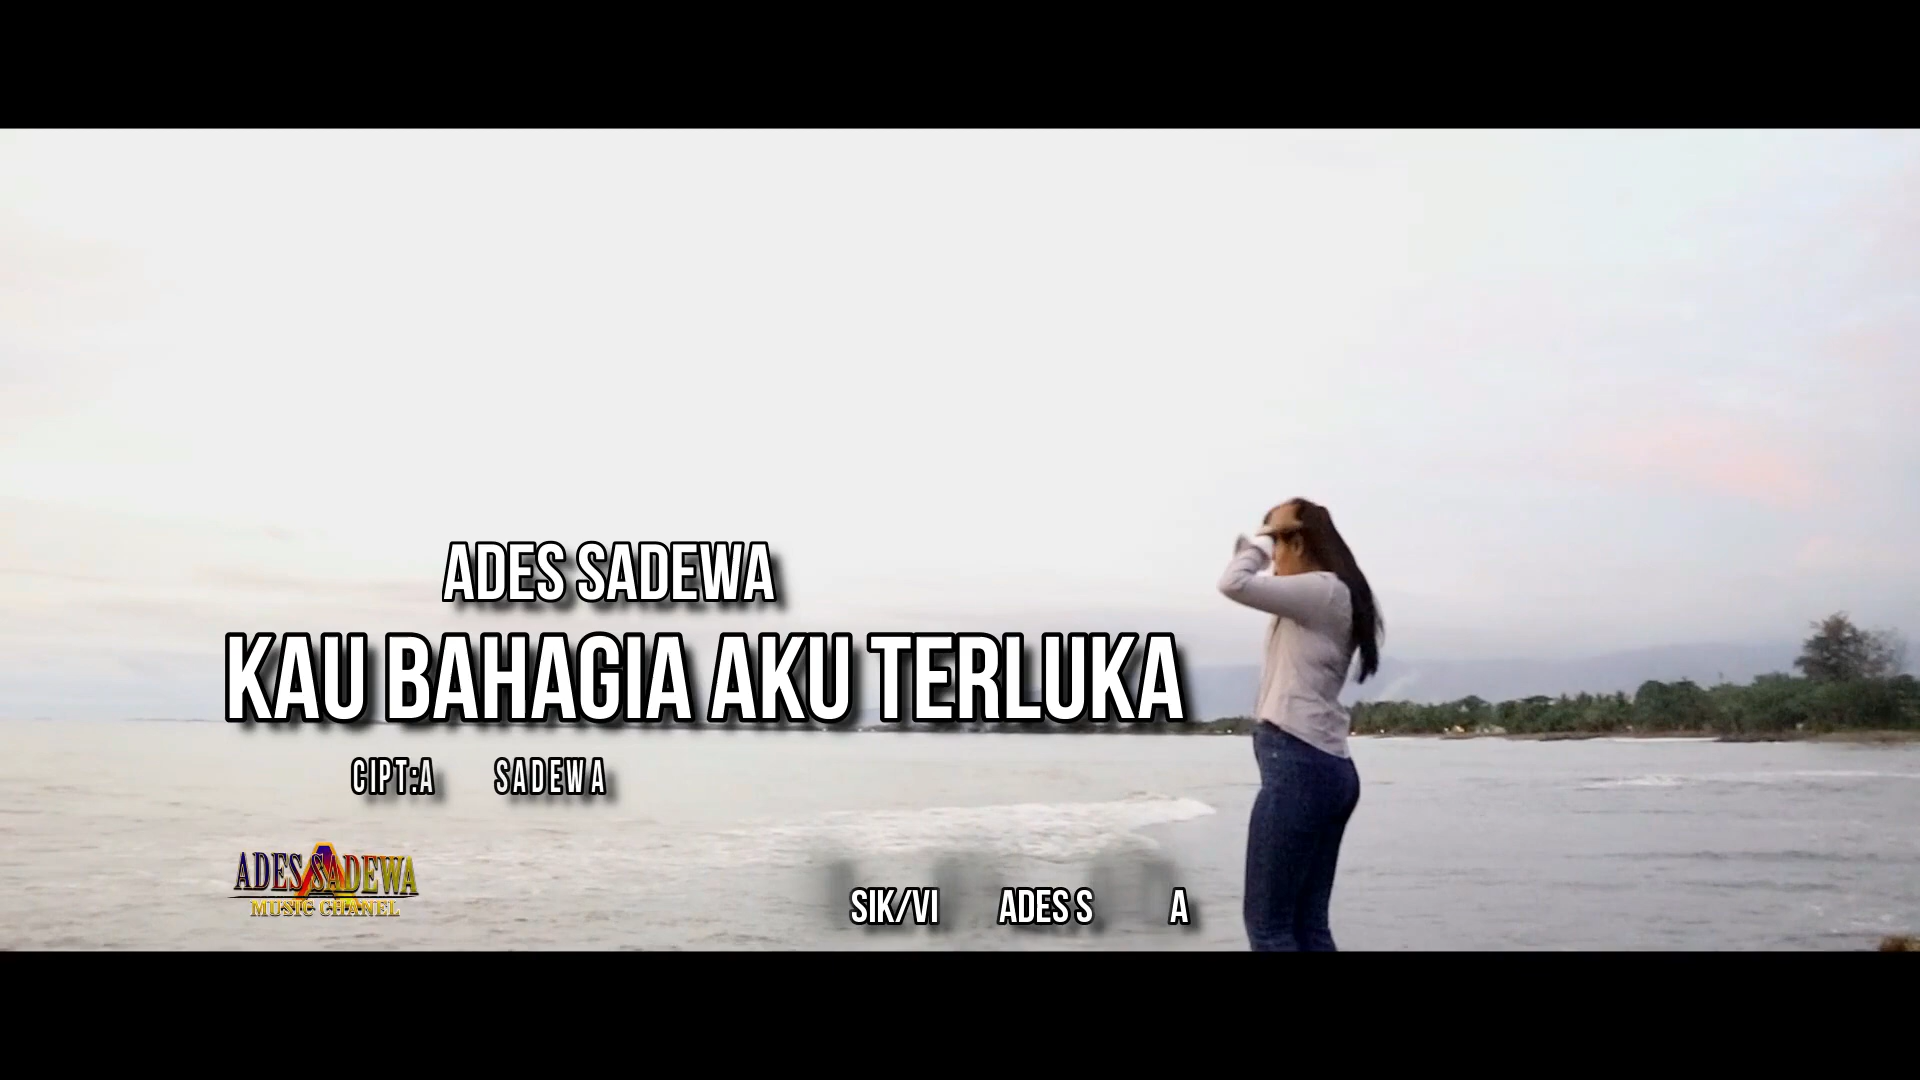 ADES SADEWA
KAU BAHAGIA AKU TERLUKA
CIPT:A SADEWA
ADES SADEWA
MUSIC CHANEL
SIK/VI ADES S A